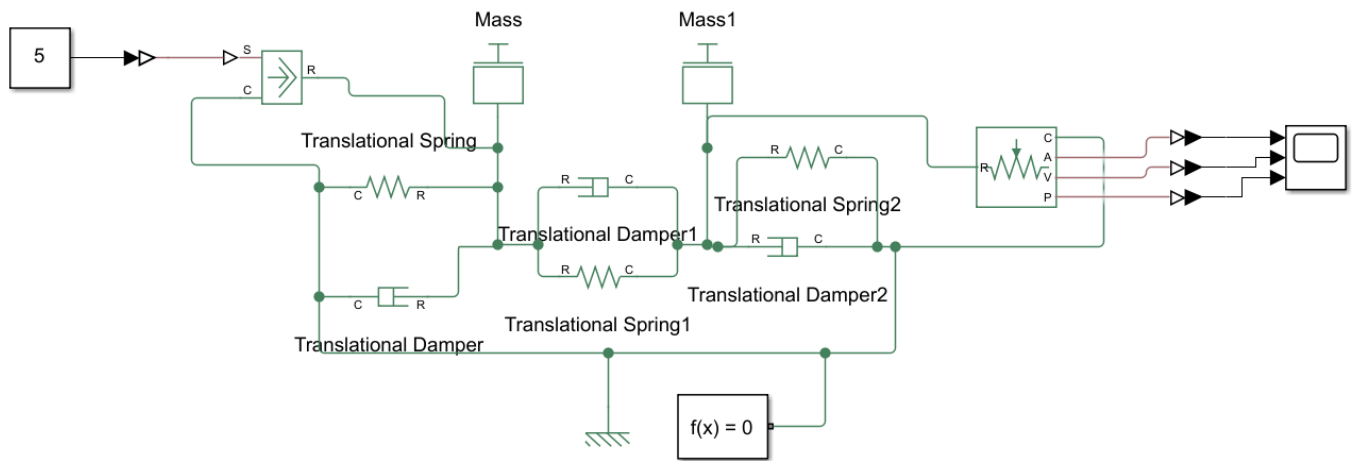 Mass
Mass1
5
S
R
C
Translational Spring
C
R
R
C
Translational Damper1
R
C
Translational Spring1
R
C
Translational Spring2
R
C
Translational Damper2
C
R
Translational Damper
R
C
A
V
P
f(x) = 0